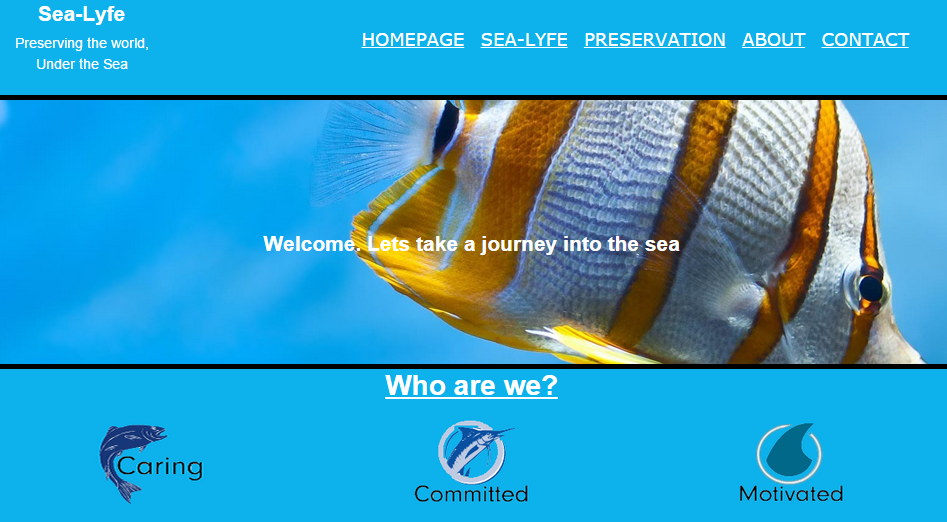 Sea-Lyfe
Preserving the world,
Under the Sea
HOMEPAGE SEA-LYFE PRESERVATION ABOUT CONTACT
Welcome. Lets take a journey into the sea
Who are we?
Caring
Committed
Motivated